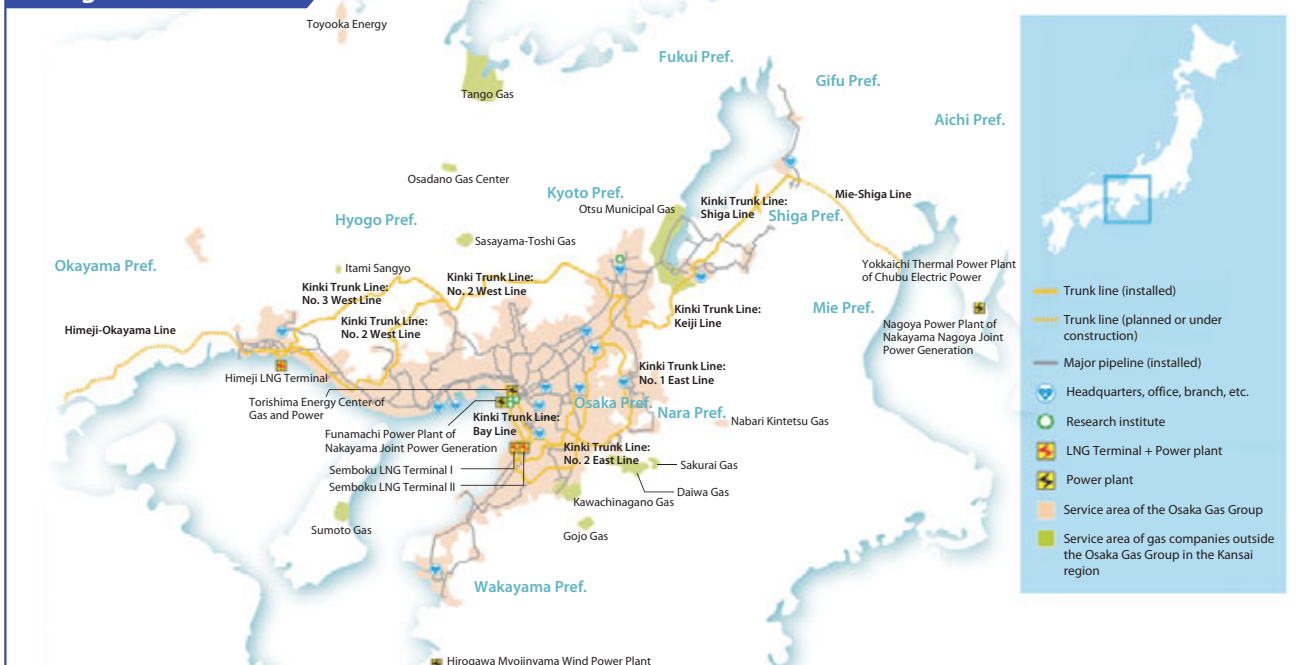 Toyooka Energy
Fukui Pref.
Gifu Pref.
Tango Gas
Aichi Pref.
Osadano Gas Center
Kyoto Pref.
Otsu Municipal Gas
Kinki Trunk Line:
Shiga Line
Mie-Shiga Line
Shiga Pref.
Hyogo Pref.
Sasayama-Toshi Gas
Okayama Pref.
Itami Sangyo
Kinki Trunk Line:
No. 3 West Line
Kinki Trunk Line:
No. 2 West Line
Yokkaichi Thermal Power Plant
of Chubu Electric Power
Himeji-Okayama Line
Kinki Trunk Line:
No. 2 West Line
Kinki Trunk Line:
Keiji Line
Mie Pref.
Nagoya Power Plant of
Nakayama Nagoya Joint
Power Generation
Himeji LNG Terminal
Kinki Trunk Line:
No. 1 East Line
Torishima Energy Center of
Gas and Power
Osaka Pref.
Nara Pref.
Nabari Kintetsu Gas
Kinki Trunk Line:
Bay Line
Funamachi Power Plant of
Nakayama Joint Power Generation
Kinki Trunk Line:
No. 2 East Line
Semboku LNG Terminal I
Semboku LNG Terminal II
Sakurai Gas
Daiwa Gas
Kawachinagano Gas
Sumoto Gas
Gojo Gas
Wakayama Pref.
Hirogawa Myojinyama Wind Power Plant
Trunk line (installed)
Trunk line (planned or under
construction)
Major pipeline (installed)
Headquarters, office, branch, etc.
Research institute
LNG Terminal + Power plant
Power plant
Service area of the Osaka Gas Group
Service area of gas companies outside
the Osaka Gas Group in the Kansai
region